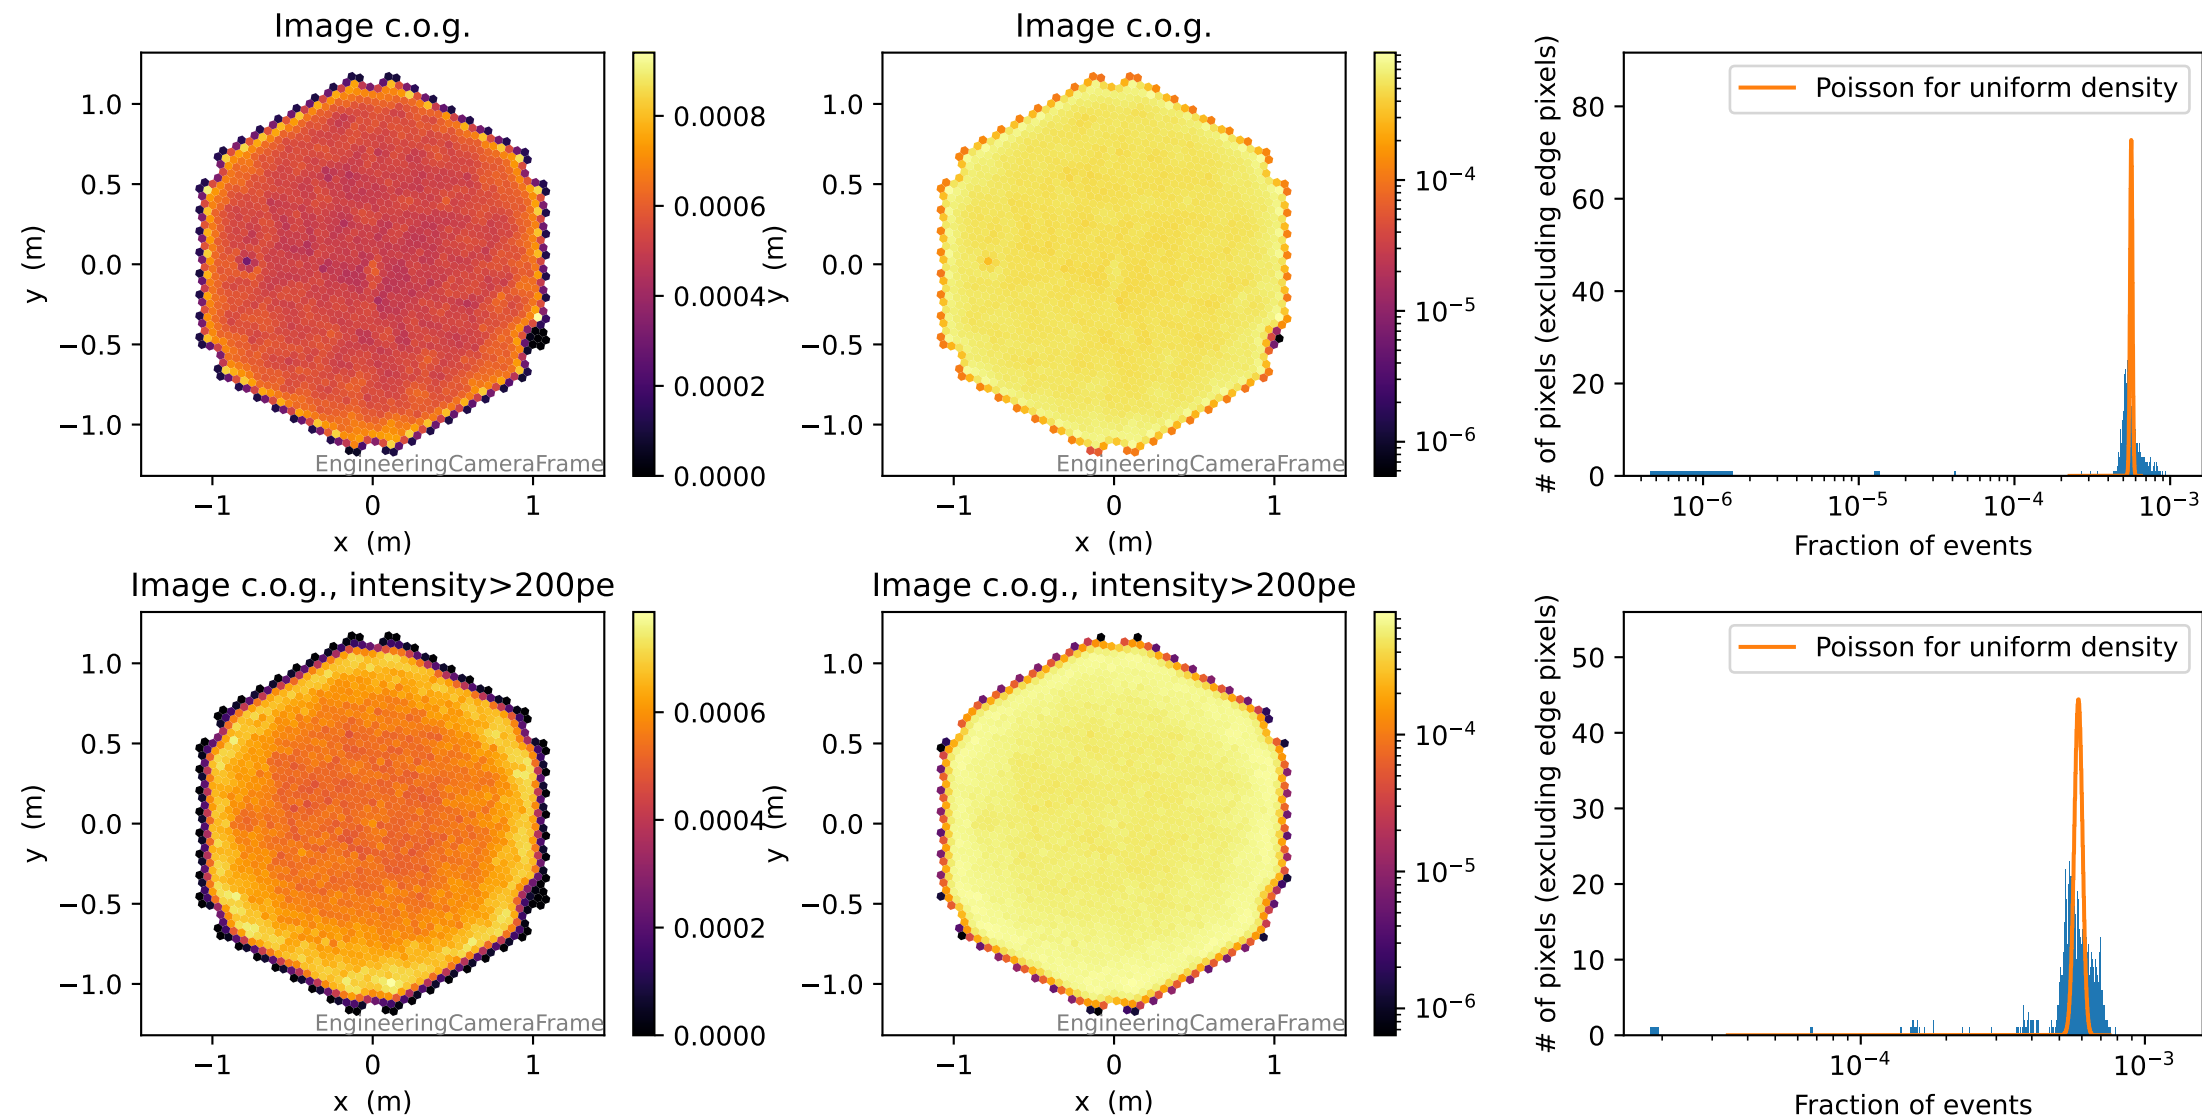 Image c.o.g.
1.0
0.5
0.0
−0.5
−1.0
y (m)
−1
0
1
x (m)
EngineeringCameraFrame
0.0008
0.0006
0.0004
0.0002
0.0000
Image c.o.g.
1.0
0.5
0.0
−0.5
−1.0
y (m)
−1
0
1
x (m)
EngineeringCameraFrame
10⁻⁴
10⁻⁵
10⁻⁶
Poisson for uniform density
80
60
40
20
0
# of pixels (excluding edge pixels)
10⁻⁶
10⁻⁵
10⁻⁴
10⁻³
Fraction of events
Image c.o.g., intensity>200pe
1.0
0.5
0.0
−0.5
−1.0
y (m)
−1
0
1
x (m)
EngineeringCameraFrame
0.0006
0.0004
0.0002
0.0000
Image c.o.g., intensity>200pe
1.0
0.5
0.0
−0.5
−1.0
y (m)
−1
0
1
x (m)
EngineeringCameraFrame
10⁻⁴
10⁻⁵
10⁻⁶
Poisson for uniform density
50
40
30
20
10
0
# of pixels (excluding edge pixels)
10⁻⁴
10⁻³
Fraction of events